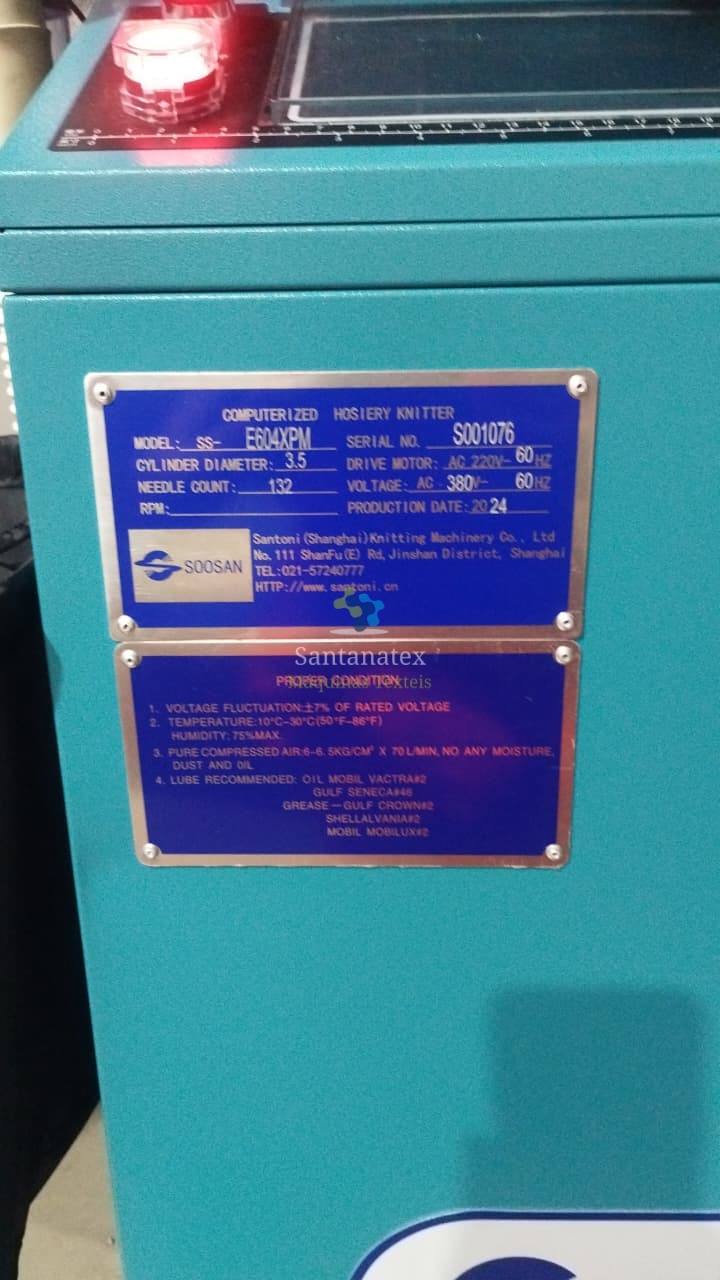 COMPUTERIZED HOSIERY KNITTER
MODEL: SS- E604XPM SERIAL NO. S001076
CYLINDER DIAMETER: 3.5 DRIVE MOTOR: AC 220V~ 60HZ
NEEDLE COUNT: 132 VOLTAGE: AC 380V~ 60HZ
RPM: PRODUCTION DATE: 2024
SOOSAN
Santoni(Shanghai)Knitting Machinery Co., Ltd
No.111 ShanFu(E) Rd,Jinshan District, Shanghai
TEL:021-57240777
HTTP://www.santoni.cn
Santanatex
Máquinas Têxteis
PROPER CONDITION
1. VOLTAGE FLUCTUATION:±7% OF RATED VOLTAGE
2. TEMPERATURE:10°C-30°C(50°F-86°F)
HUMIDITY: 75%MAX.
3. PURE COMPRESSED AIR:6-6.5KG/CM² X 70L/MIN, NO ANY MOISTURE,
DUST AND OIL
4. LUBE RECOMMENDED: OIL MOBIL VACTRA#2
GULF SENECA#46
GREASE—GULF CROWN#2
SHELLALVANIA#2
MOBIL MOBILUX#2